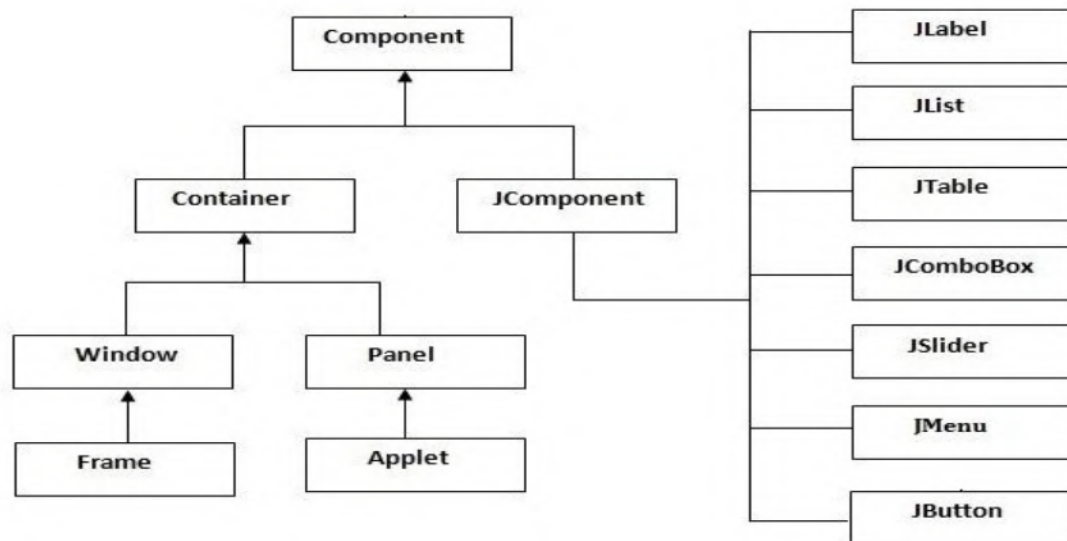 Component
Container
JComponent
Window
Panel
Frame
Applet
JLabel
JList
JTable
JComboBox
JSlider
JMenu
JButton